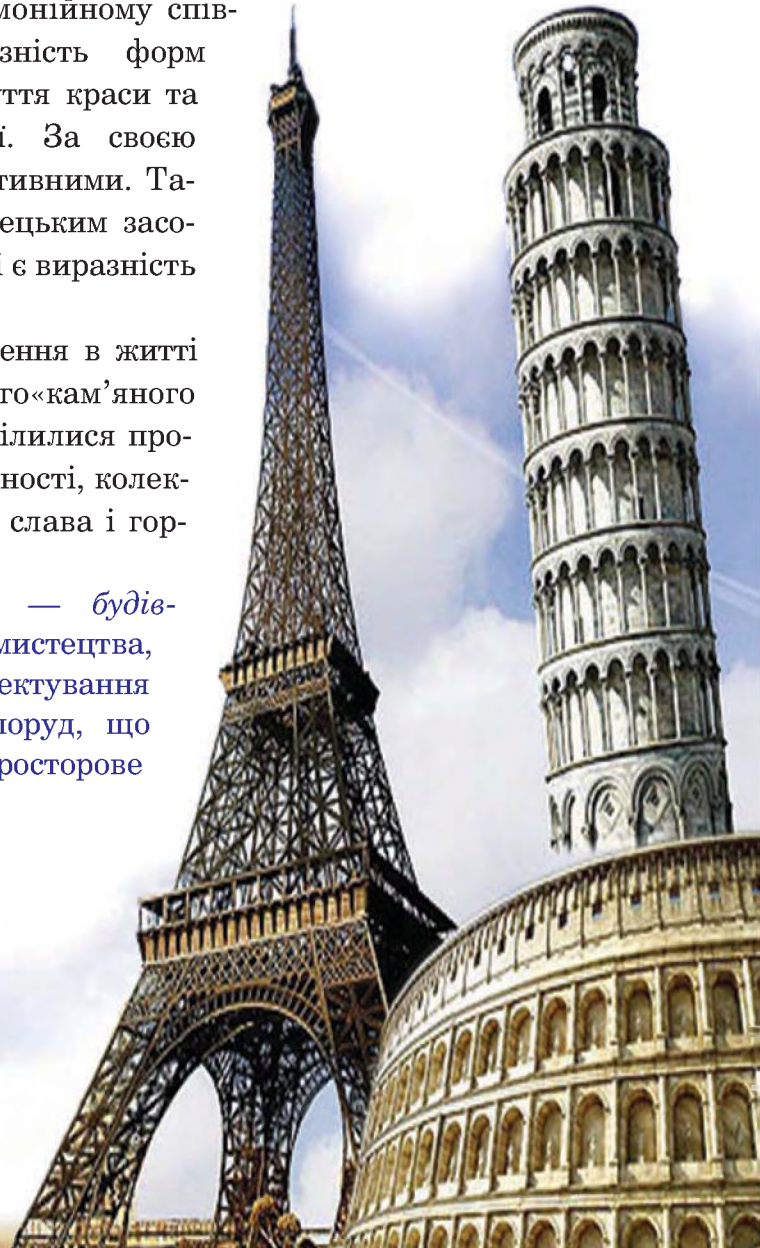 монійному спів-
зність форм
ття краси та
ї. За своєю
тивними. Та-
ецьким засо-
і є виразність
ення в житті
го«кам’яного
ілилися про-
ності, колек-
слава і гор-
— будів-
мистецтва,
ектування
поруд, що
росторове